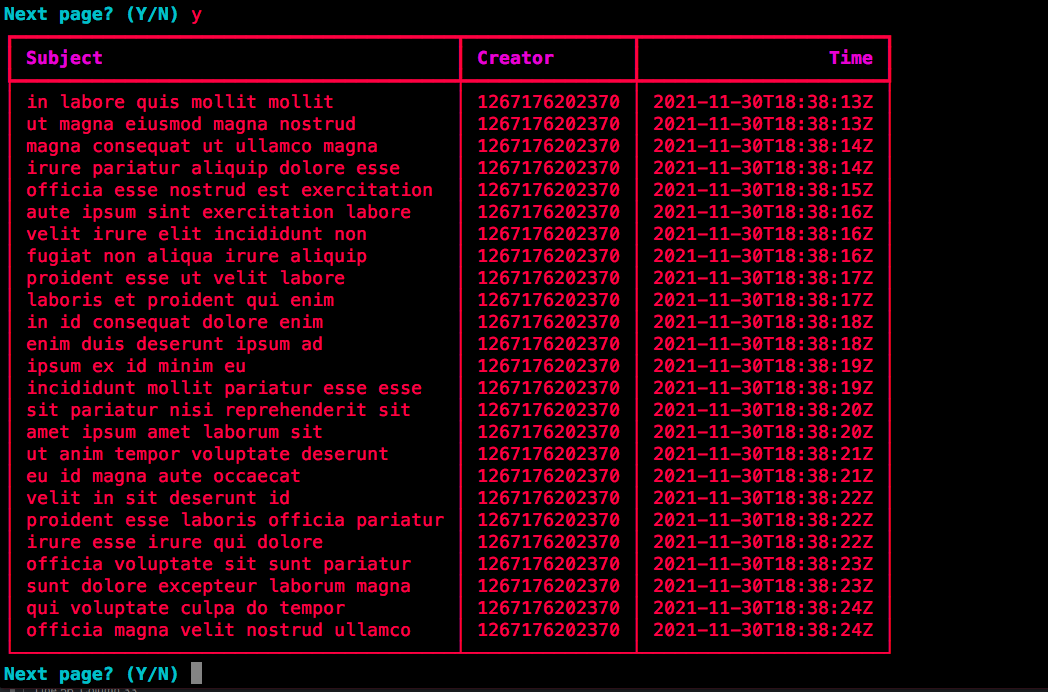 Next page? (Y/N) y
Subject Creator Time
in labore quis mollit mollit 1267176202370 2021-11-30T18:38:13Z
ut magna eiusmod magna nostrud 1267176202370 2021-11-30T18:38:13Z
magna consequat ut ullamco magna 1267176202370 2021-11-30T18:38:14Z
irure pariatur aliquip dolore esse 1267176202370 2021-11-30T18:38:14Z
officia esse nostrud est exercitation 1267176202370 2021-11-30T18:38:15Z
aute ipsum sint exercitation labore 1267176202370 2021-11-30T18:38:16Z
velit irure elit incididunt non 1267176202370 2021-11-30T18:38:16Z
fugiat non aliqua irure aliquip 1267176202370 2021-11-30T18:38:16Z
proident esse ut velit labore 1267176202370 2021-11-30T18:38:17Z
laboris et proident qui enim 1267176202370 2021-11-30T18:38:17Z
in id consequat dolore enim 1267176202370 2021-11-30T18:38:18Z
enim duis deserunt ipsum ad 1267176202370 2021-11-30T18:38:18Z
ipsum ex id minim eu 1267176202370 2021-11-30T18:38:19Z
incididunt mollit pariatur esse esse 1267176202370 2021-11-30T18:38:19Z
sit pariatur nisi reprehenderit sit 1267176202370 2021-11-30T18:38:20Z
amet ipsum amet laborum sit 1267176202370 2021-11-30T18:38:20Z
ut anim tempor voluptate deserunt 1267176202370 2021-11-30T18:38:21Z
eu id magna aute occaecat 1267176202370 2021-11-30T18:38:21Z
velit in sit deserunt id 1267176202370 2021-11-30T18:38:22Z
proident esse laboris officia pariatur 1267176202370 2021-11-30T18:38:22Z
irure esse irure qui dolore 1267176202370 2021-11-30T18:38:22Z
officia voluptate sit sunt pariatur 1267176202370 2021-11-30T18:38:23Z
sunt dolore excepteur laborum magna 1267176202370 2021-11-30T18:38:23Z
qui voluptate culpa do tempor 1267176202370 2021-11-30T18:38:24Z
officia magna velit nostrud ullamco 1267176202370 2021-11-30T18:38:24Z
Next page? (Y/N)